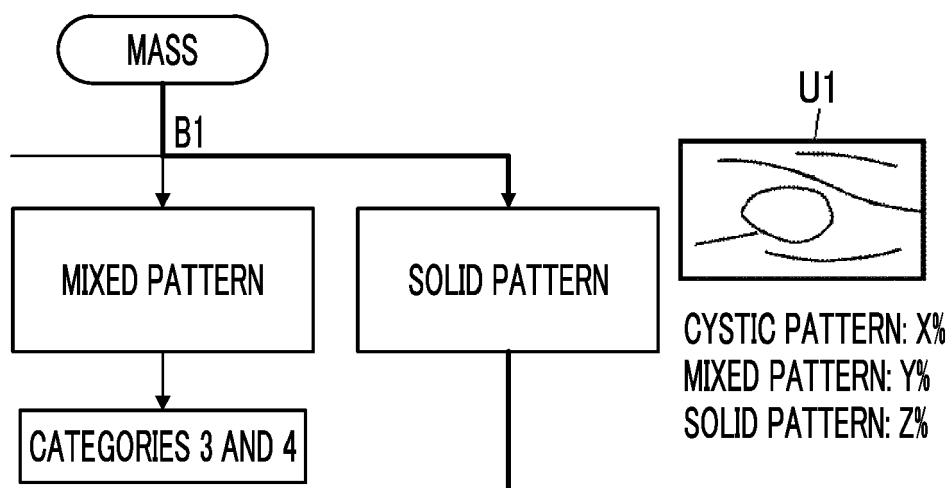 MASS
B1
U1
MIXED PATTERN
SOLID PATTERN
CYSTIC PATTERN: X%
MIXED PATTERN: Y%
SOLID PATTERN: Z%
CATEGORIES 3 AND 4